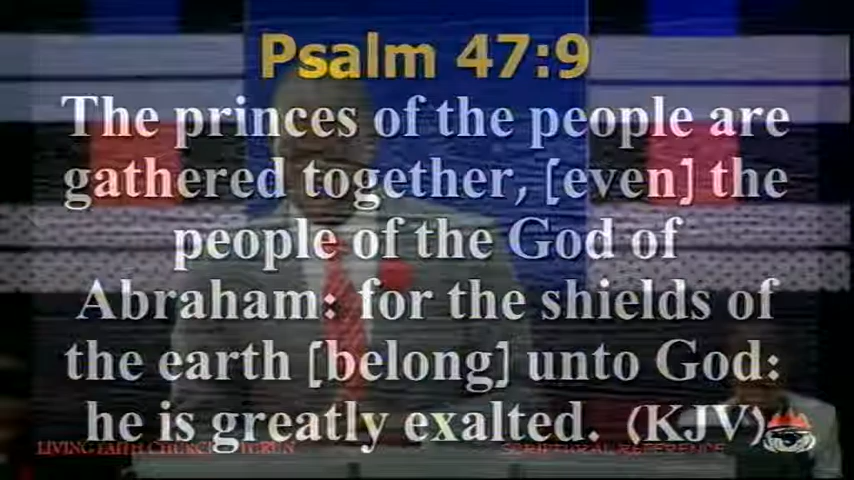 Psalm 47:9
The princes of the people are
gathered together, [even] the
people of the God of
Abraham: for the shields of
the earth [belong] unto God:
he is greatly exalted. (KJV)
LIVING FAITH CHURCH
SCRIPTURAL REFERENCE